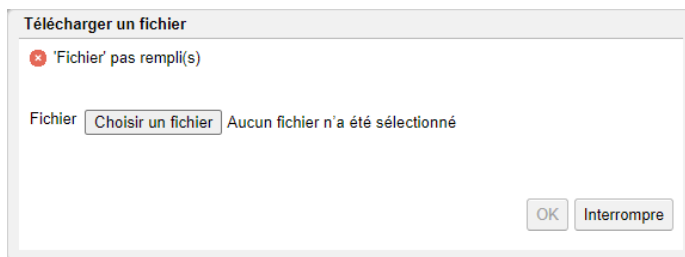 Télécharger un fichier
'Fichier' pas rempli(s)
Fichier Choisir un fichier Aucun fichier n'a été sélectionné
OK Interrompre